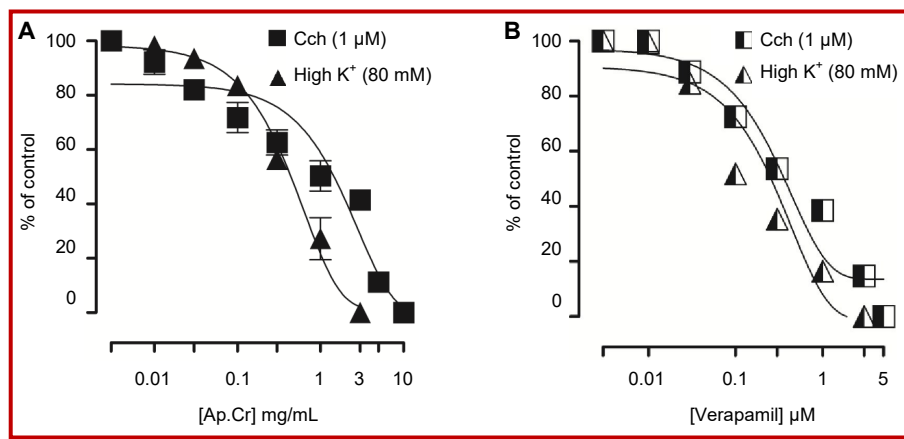 A
Cch (1 µM)
High K⁺ (80 mM)
% of control
100
80
60
40
20
0
0.01 0.1 1 3 10
[Ap.Cr] mg/mL
B
Cch (1 µM)
High K⁺ (80 mM)
% of control
100
80
60
40
20
0
0.01 0.1 1 5
[Verapamil] µM